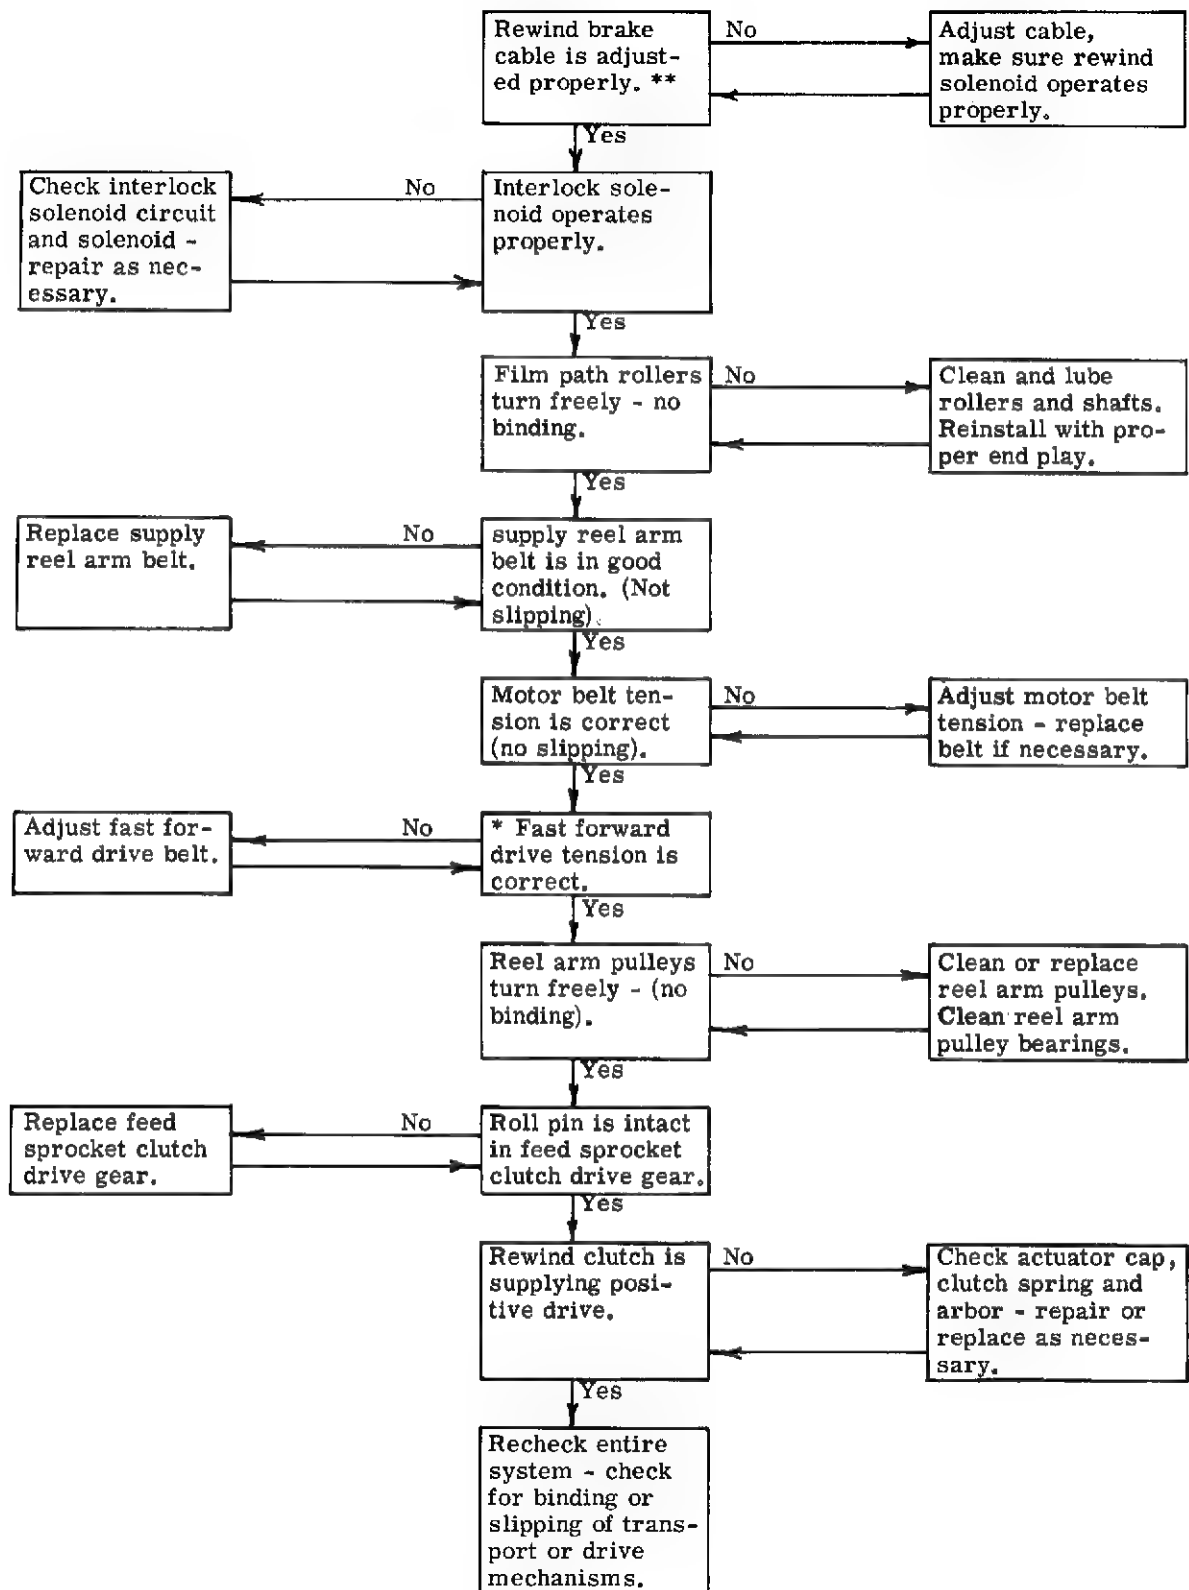 Rewind brake
cable is adjust-
ed properly. **
No
Adjust cable,
make sure rewind
solenoid operates
properly.
Yes
Check interlock
solenoid circuit
and solenoid -
repair as nec-
essary.
No
Interlock sole-
noid operates
properly.
Yes
Film path rollers
turn freely - no
binding.
No
Clean and lube
rollers and shafts.
Reinstall with pro-
per end play.
Yes
Replace supply
reel arm belt.
No
supply reel arm
belt is in good
condition. (Not
slipping).
Yes
Motor belt ten-
sion is correct
(no slipping).
No
Adjust motor belt
tension - replace
belt if necessary.
Yes
Adjust fast for-
ward drive belt.
No
* Fast forward
drive tension is
correct.
Yes
Reel arm pulleys
turn freely - (no
binding).
No
Clean or replace
reel arm pulleys.
Clean reel arm
pulley bearings.
Yes
Replace feed
sprocket clutch
drive gear.
No
Roll pin is intact
in feed sprocket
clutch drive gear.
Yes
Rewind clutch is
supplying posi-
tive drive.
No
Check actuator cap,
clutch spring and
arbor - repair or
replace as neces-
sary.
Yes
Recheck entire
system - check
for binding or
slipping of trans-
port or drive
mechanisms.